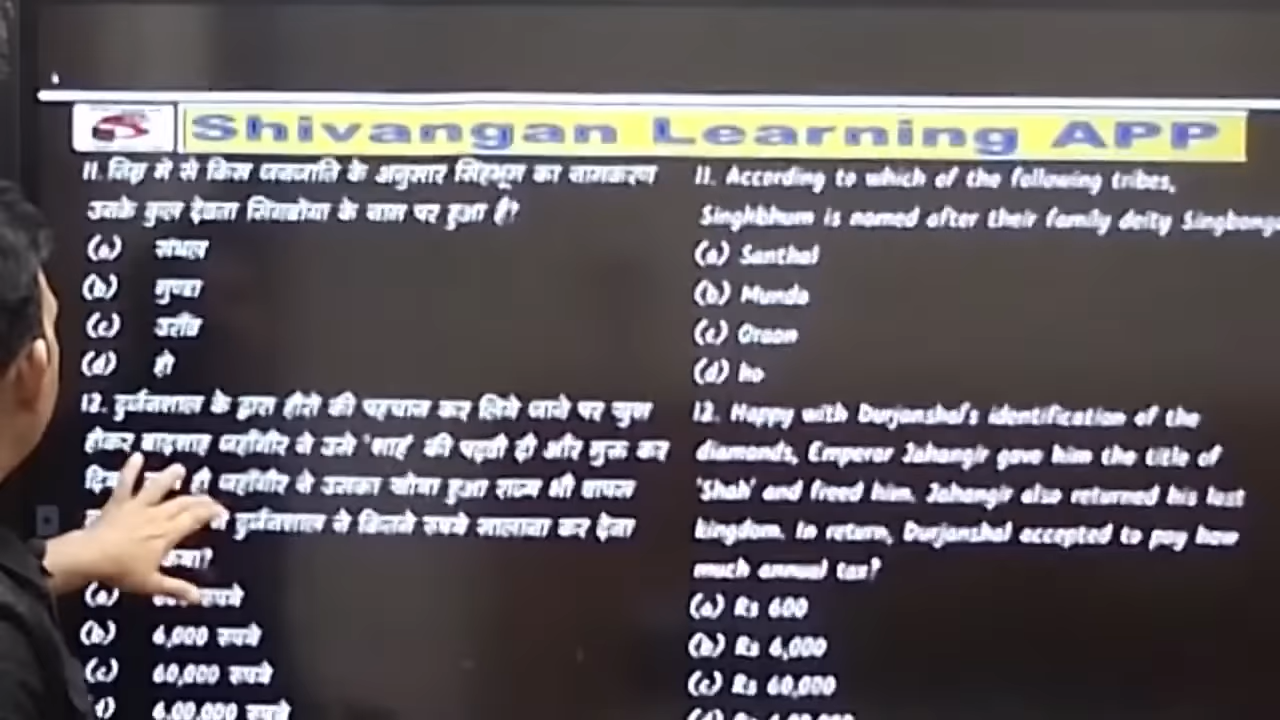 Shivangan Learning APP
11. निम्न में से किस जनजाति के अनुसार सिंहभूम का नामकरण
उनके कुल देवता सिंगबोंगा के नाम पर हुआ है?
(a) संथाल
(b) मुण्डा
(c) उराँव
(d) हो
12. दुर्जनशाल के द्वारा हीरों की पहचान कर लिये जाने पर खुश
होकर बादशाह जहाँगीर ने उसे 'शाह' की पदवी दी और मुक्त कर
ही जहाँगीर ने उसका खोया हुआ राज्य भी वापस
दुर्जनशाल ने कितने रुपये सालाना कर देना
(a) रुपये
(b) 6,000 रुपये
(c) 60,000 रुपये
6,00,000 रुपये
11. According to which of the following tribes,
Singhbhum is named after their family deity Singbonga
(a) Santhal
(b) Munda
(c) Oraon
(d) ho
12. Happy with Durjanshal's identification of the
diamonds, Emperor Jahangir gave him the title of
'Shah' and freed him. Jahangir also returned his lost
kingdom. In return, Durjanshal accepted to pay how
much annual tax?
(a) Rs 600
(b) Rs 6,000
(c) Rs 60,000